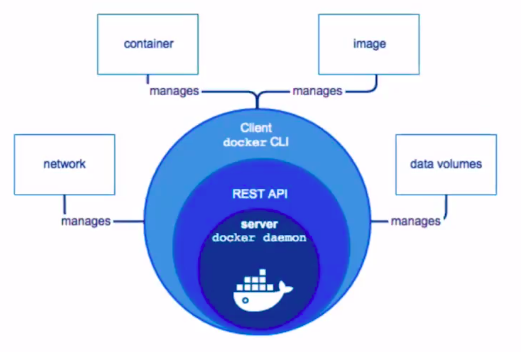 container
image
manages
manages
Client
docker CLI
network
data volumes
REST API
manages
manages
server
docker daemon